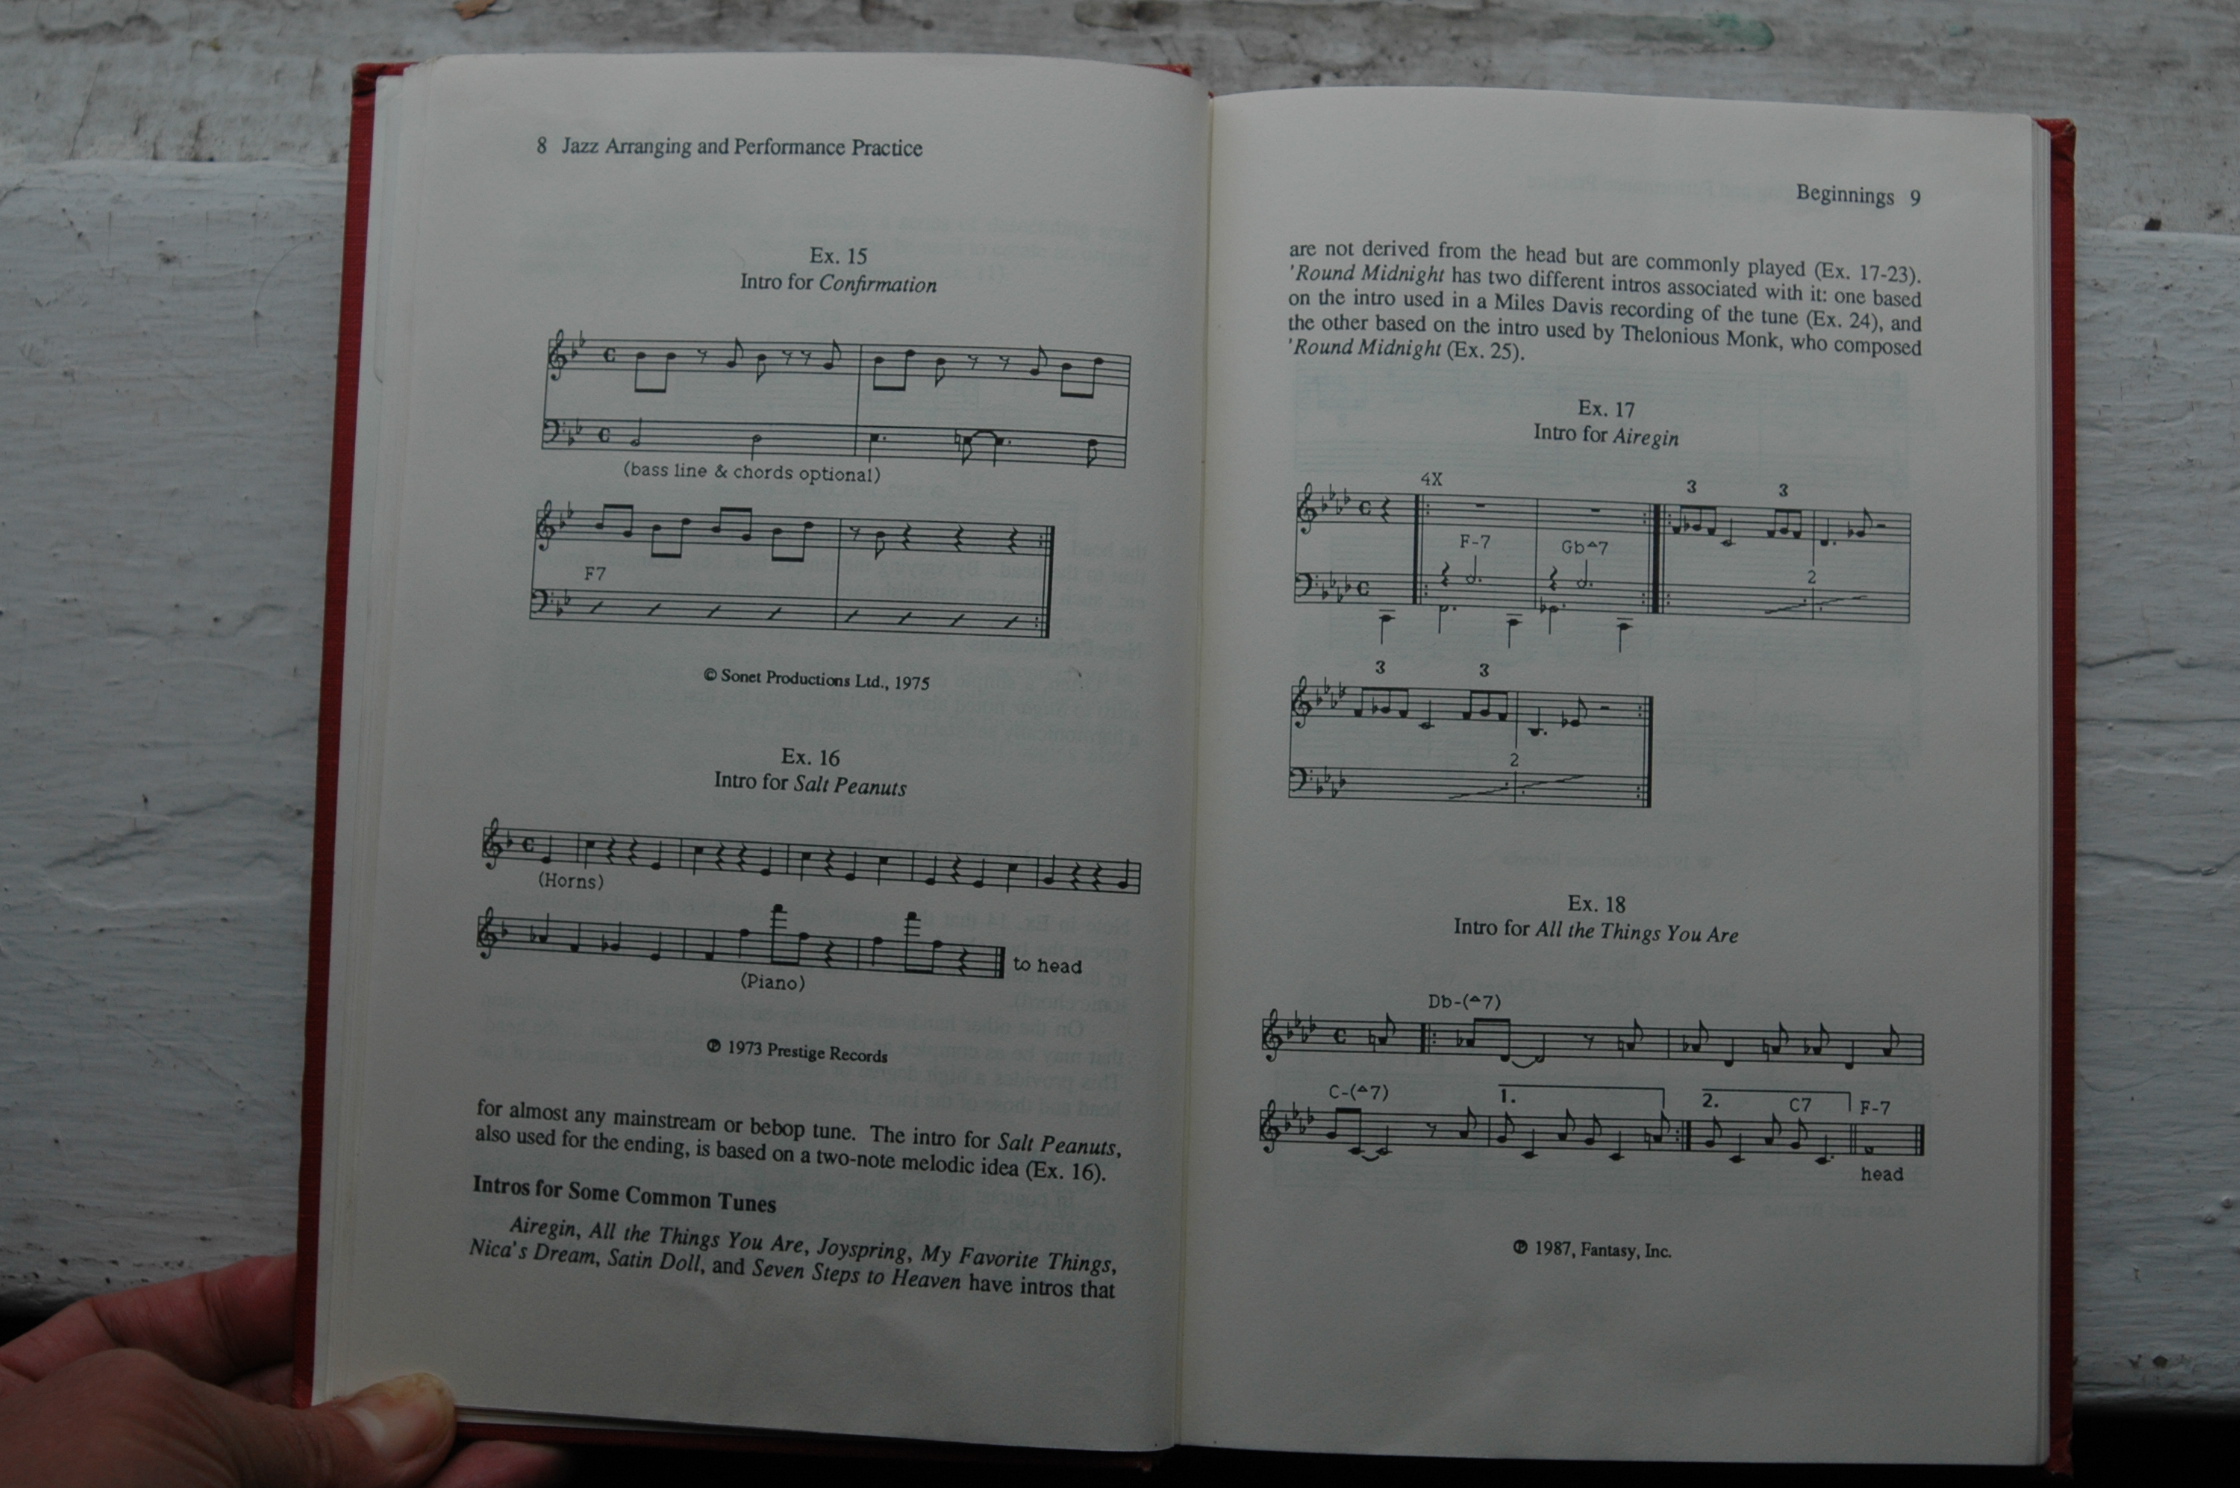 8 Jazz Arranging and Performance Practice
Ex. 15
Intro for Confirmation
(bass line & chords optional)
F7
© Sonet Productions Ltd., 1975
Ex. 16
Intro for Salt Peanuts
(Horns)
(Piano)
to head
℗ 1973 Prestige Records
for almost any mainstream or bebop tune. The intro for Salt Peanuts,
also used for the ending, is based on a two-note melodic idea (Ex. 16).
Intros for Some Common Tunes
Airegin, All the Things You Are, Joyspring, My Favorite Things,
Nica's Dream, Satin Doll, and Seven Steps to Heaven have intros that
Beginnings 9
are not derived from the head but are commonly played (Ex. 17-23).
'Round Midnight has two different intros associated with it: one based
on the intro used in a Miles Davis recording of the tune (Ex. 24), and
the other based on the intro used by Thelonious Monk, who composed
'Round Midnight (Ex. 25).
Ex. 17
Intro for Airegin
4X 3 3
F-7 Gb△7
2
3 3
2
Ex. 18
Intro for All the Things You Are
Db-(△7)
C-(△7) 1. 2. C7 F-7
head
℗ 1987, Fantasy, Inc.